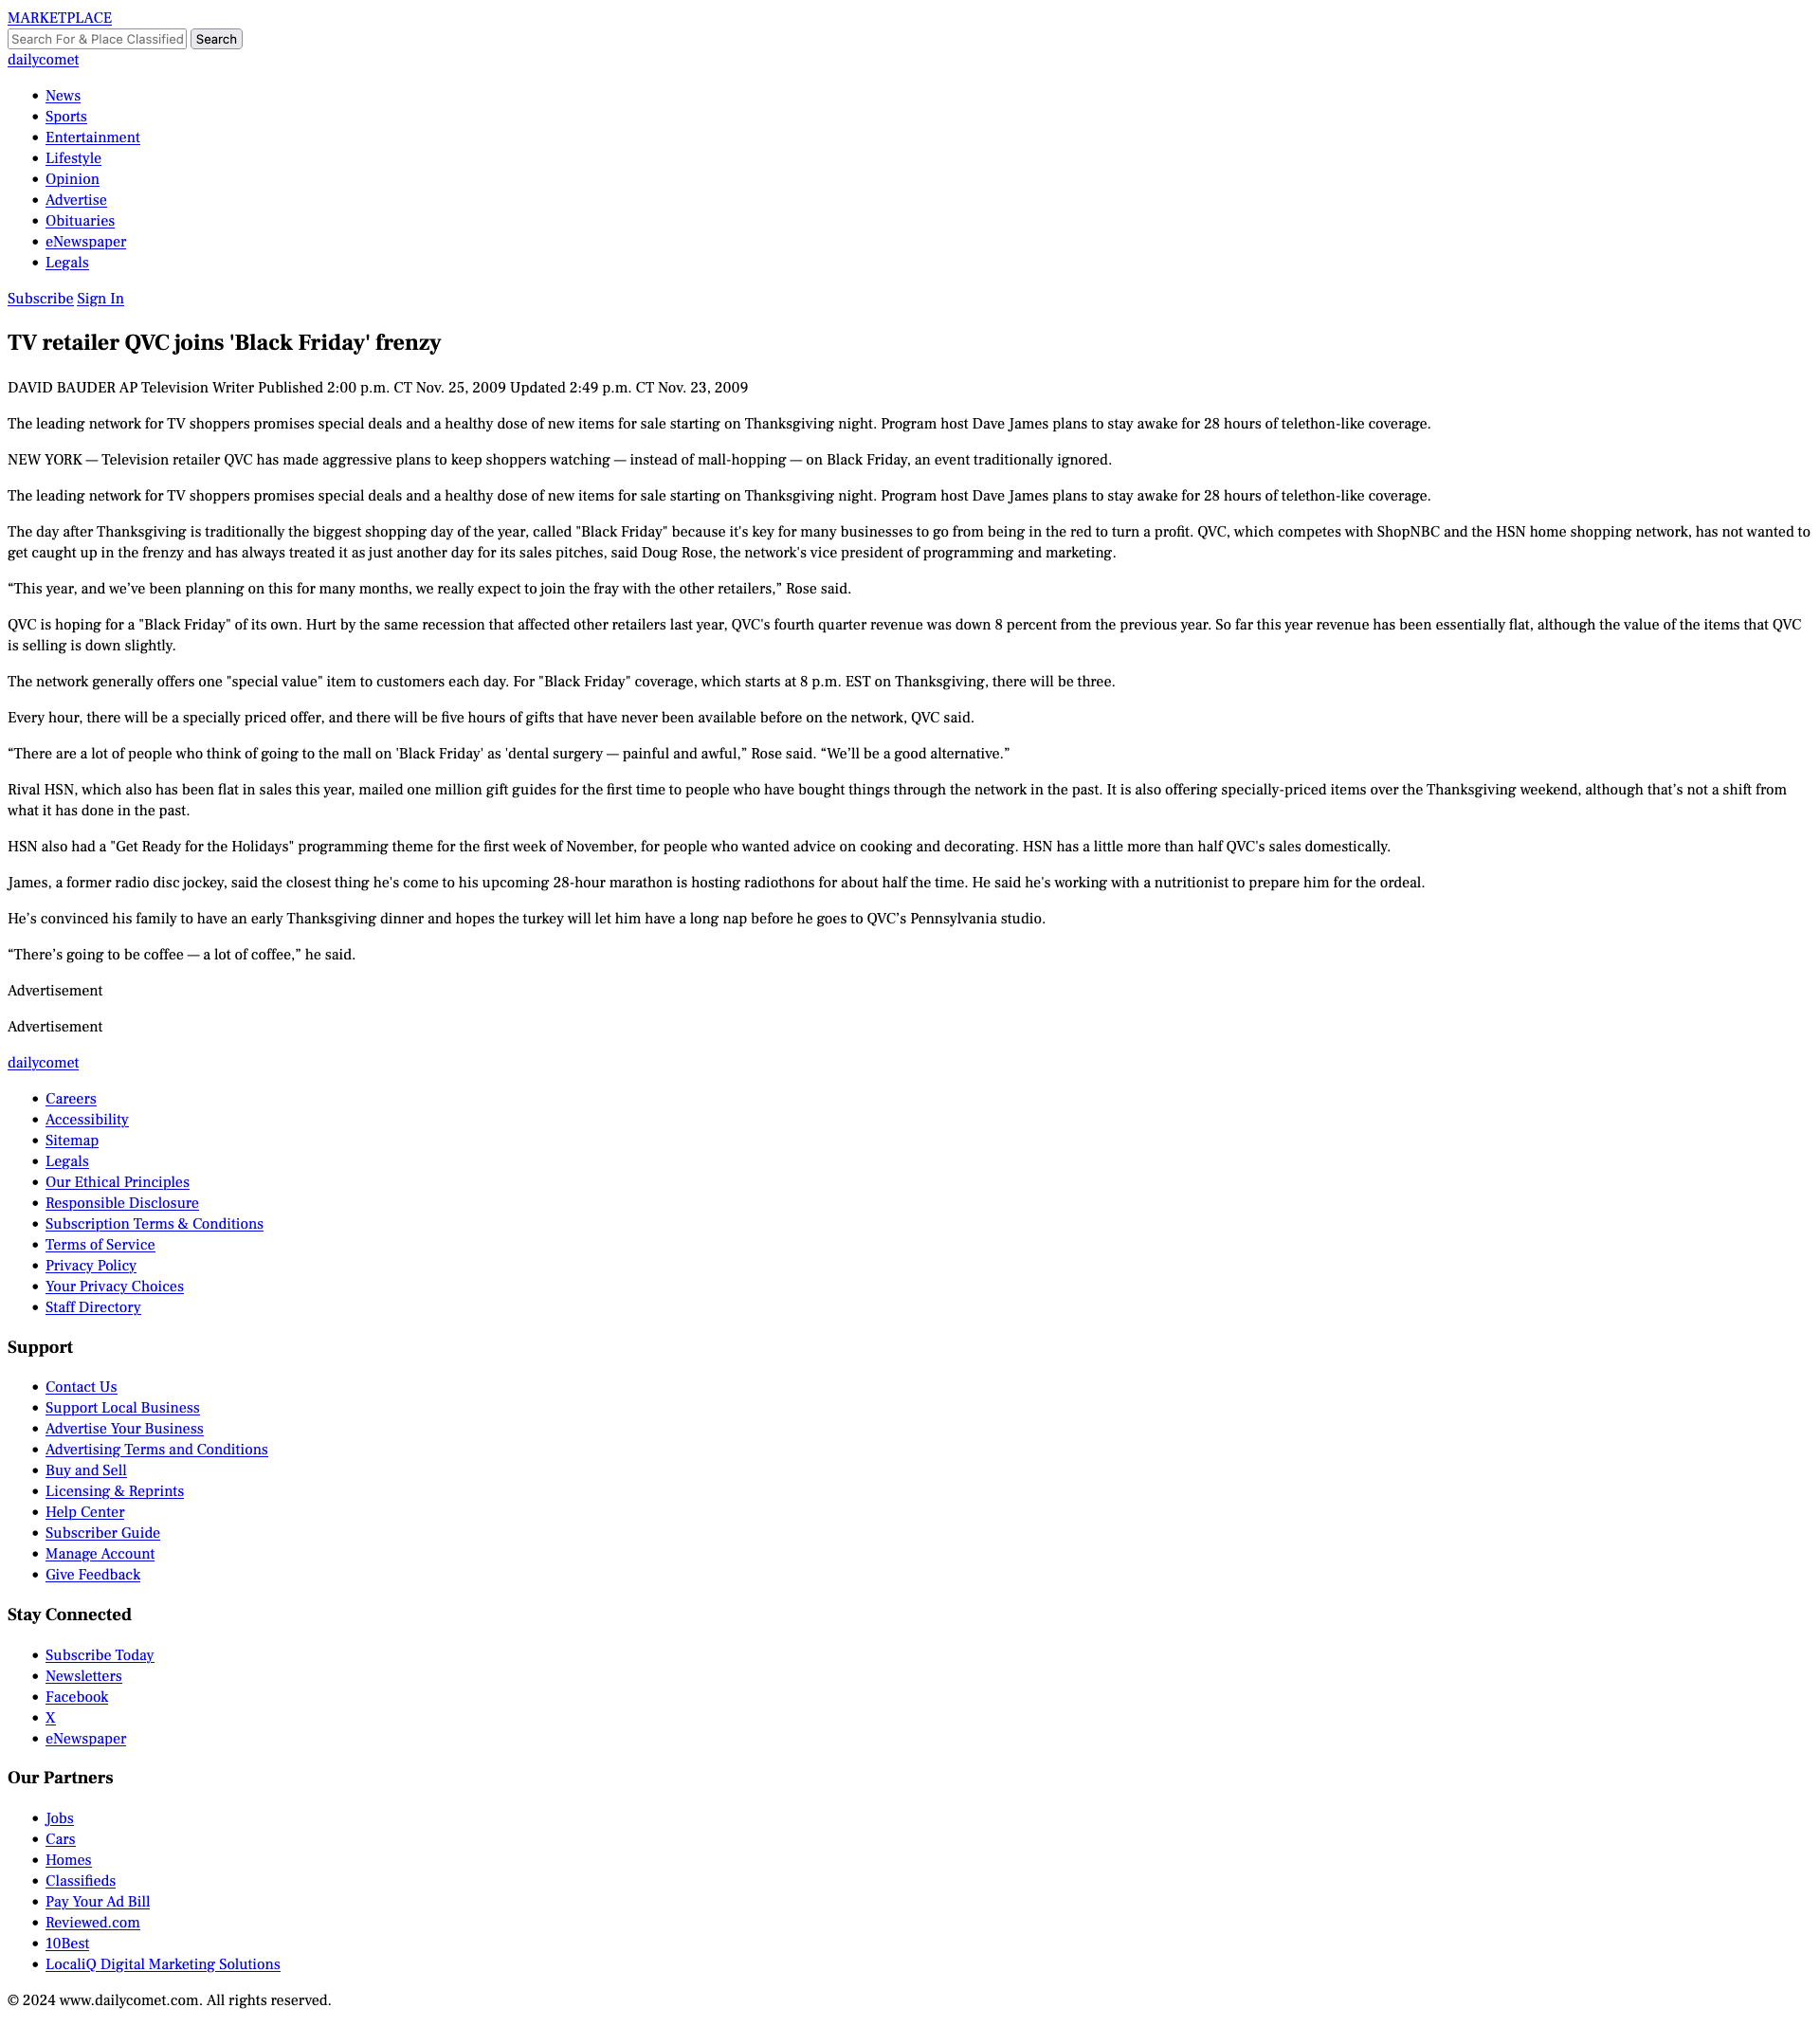 MARKETPLACE
Search For & Place Classified
Search
dailycomet
News
Sports
Entertainment
Lifestyle
Opinion
Advertise
Obituaries
eNewspaper
Legals
Subscribe Sign In
TV retailer QVC joins 'Black Friday' frenzy
DAVID BAUDER AP Television Writer Published 2:00 p.m. CT Nov. 25, 2009 Updated 2:49 p.m. CT Nov. 23, 2009
The leading network for TV shoppers promises special deals and a healthy dose of new items for sale starting on Thanksgiving night. Program host Dave James plans to stay awake for 28 hours of telethon-like coverage.
NEW YORK — Television retailer QVC has made aggressive plans to keep shoppers watching — instead of mall-hopping — on Black Friday, an event traditionally ignored.
The leading network for TV shoppers promises special deals and a healthy dose of new items for sale starting on Thanksgiving night. Program host Dave James plans to stay awake for 28 hours of telethon-like coverage.
The day after Thanksgiving is traditionally the biggest shopping day of the year, called "Black Friday" because it's key for many businesses to go from being in the red to turn a profit. QVC, which competes with ShopNBC and the HSN home shopping network, has not wanted to
get caught up in the frenzy and has always treated it as just another day for its sales pitches, said Doug Rose, the network's vice president of programming and marketing.
“This year, and we’ve been planning on this for many months, we really expect to join the fray with the other retailers,” Rose said.
QVC is hoping for a "Black Friday" of its own. Hurt by the same recession that affected other retailers last year, QVC's fourth quarter revenue was down 8 percent from the previous year. So far this year revenue has been essentially flat, although the value of the items that QVC
is selling is down slightly.
The network generally offers one "special value" item to customers each day. For "Black Friday" coverage, which starts at 8 p.m. EST on Thanksgiving, there will be three.
Every hour, there will be a specially priced offer, and there will be five hours of gifts that have never been available before on the network, QVC said.
“There are a lot of people who think of going to the mall on 'Black Friday' as 'dental surgery — painful and awful,” Rose said. “We’ll be a good alternative.”
Rival HSN, which also has been flat in sales this year, mailed one million gift guides for the first time to people who have bought things through the network in the past. It is also offering specially-priced items over the Thanksgiving weekend, although that’s not a shift from
what it has done in the past.
HSN also had a "Get Ready for the Holidays" programming theme for the first week of November, for people who wanted advice on cooking and decorating. HSN has a little more than half QVC's sales domestically.
James, a former radio disc jockey, said the closest thing he's come to his upcoming 28-hour marathon is hosting radiothons for about half the time. He said he's working with a nutritionist to prepare him for the ordeal.
He’s convinced his family to have an early Thanksgiving dinner and hopes the turkey will let him have a long nap before he goes to QVC’s Pennsylvania studio.
“There’s going to be coffee — a lot of coffee,” he said.
Advertisement
Advertisement
dailycomet
Careers
Accessibility
Sitemap
Legals
Our Ethical Principles
Responsible Disclosure
Subscription Terms & Conditions
Terms of Service
Privacy Policy
Your Privacy Choices
Staff Directory
Support
Contact Us
Support Local Business
Advertise Your Business
Advertising Terms and Conditions
Buy and Sell
Licensing & Reprints
Help Center
Subscriber Guide
Manage Account
Give Feedback
Stay Connected
Subscribe Today
Newsletters
Facebook
X
eNewspaper
Our Partners
Jobs
Cars
Homes
Classifieds
Pay Your Ad Bill
Reviewed.com
10Best
LocaliQ Digital Marketing Solutions
© 2024 www.dailycomet.com. All rights reserved.